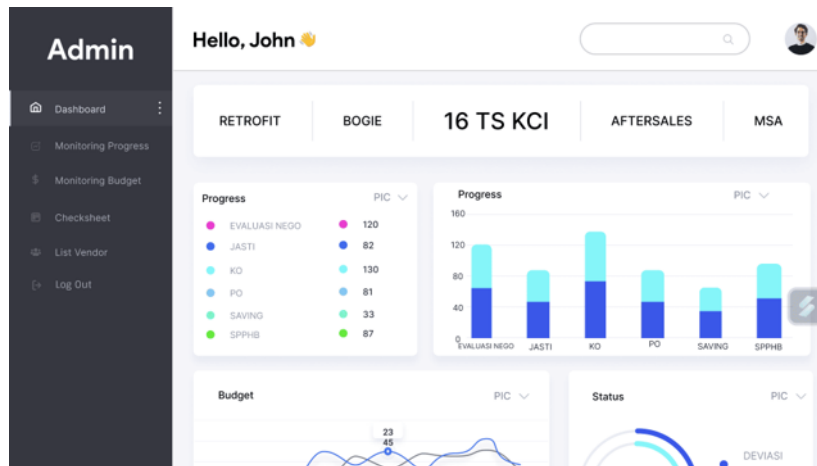 Admin
Dashboard
Monitoring Progress
Monitoring Budget
Checksheet
List Vendor
Log Out
Hello, John 👋
RETROFIT BOGIE 16 TS KCI AFTERSALES MSA
Progress PIC
EVALUASI NEGO 120
JASTI 82
KO 130
PO 81
SAVING 33
SPPHB 87
Progress PIC
160
120
80
40
0
EVALUASI NEGO JASTI KO PO SAVING SPPHB
Budget PIC
23
45
Status PIC
DEVIASI